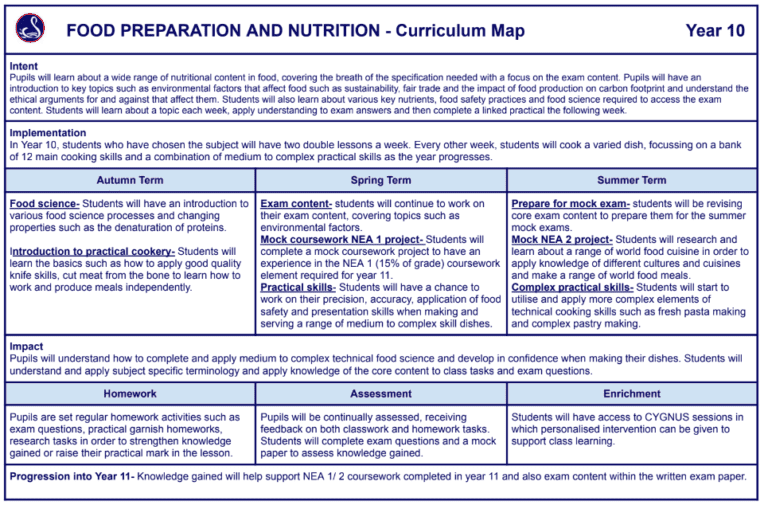 FOOD PREPARATION AND NUTRITION - Curriculum Map
Year 10
Intent
Pupils will learn about a wide range of nutritional content in food, covering the breath of the specification needed with a focus on the exam content. Pupils will have an
introduction to key topics such as environmental factors that affect food such as sustainability, fair trade and the impact of food production on carbon footprint and understand the
ethical arguments for and against that affect them. Students will also learn about various key nutrients, food safety practices and food science required to access the exam
content. Students will learn about a topic each week, apply understanding to exam answers and then complete a linked practical the following week.
Implementation
In Year 10, students who have chosen the subject will have two double lessons a week. Every other week, students will cook a varied dish, focussing on a bank
of 12 main cooking skills and a combination of medium to complex practical skills as the year progresses.
Autumn Term
Food science- Students will have an introduction to
various food science processes and changing
properties such as the denaturation of proteins.
Introduction to practical cookery- Students will
learn the basics such as how to apply good quality
knife skills, cut meat from the bone to learn how to
work and produce meals independently.
Spring Term
Exam content- students will continue to work on
their exam content, covering topics such as
environmental factors.
Mock coursework NEA 1 project- Students will
complete a mock coursework project to have an
experience in the NEA 1 (15% of grade) coursework
element required for year 11.
Practical skills- Students will have a chance to
work on their precision, accuracy, application of food
safety and presentation skills when making and
serving a range of medium to complex skill dishes.
Summer Term
Prepare for mock exam- students will be revising
core exam content to prepare them for the summer
mock exams.
Mock NEA 2 project- Students will research and
learn about a range of world food cuisine in order to
apply knowledge of different cultures and cuisines
and make a range of world food meals.
Complex practical skills- Students will start to
utilise and apply more complex elements of
technical cooking skills such as fresh pasta making
and complex pastry making.
Impact
Pupils will understand how to complete and apply medium to complex technical food science and develop in confidence when making their dishes. Students will
understand and apply subject specific terminology and apply knowledge of the core content to class tasks and exam questions.
Homework
Pupils are set regular homework activities such as
exam questions, practical garnish homeworks,
research tasks in order to strengthen knowledge
gained or raise their practical mark in the lesson.
Assessment
Pupils will be continually assessed, receiving
feedback on both classwork and homework tasks.
Students will complete exam questions and a mock
paper to assess knowledge gained.
Enrichment
Students will have access to CYGNUS sessions in
which personalised intervention can be given to
support class learning.
Progression into Year 11- Knowledge gained will help support NEA 1/ 2 coursework completed in year 11 and also exam content within the written exam paper.